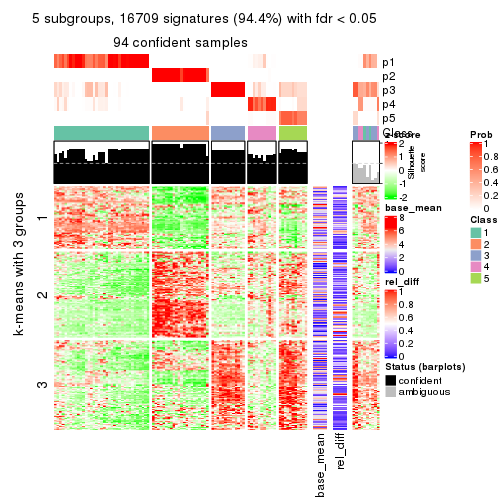 5 subgroups, 16709 signatures (94.4%) with fdr < 0.05
94 confident samples
p1
p2
p3
p4
p5
Class
z-score
2
1
0
-1
-2
Silhouette
score
base_mean
8
6
4
2
0
rel_diff
1
0.8
0.6
0.4
0.2
0
Status (barplots)
confident
ambiguous
Prob
1
0.8
0.6
0.4
0.2
0
Class
1
2
3
4
5
k-means with 3 groups
1
2
3
base_mean
rel_diff